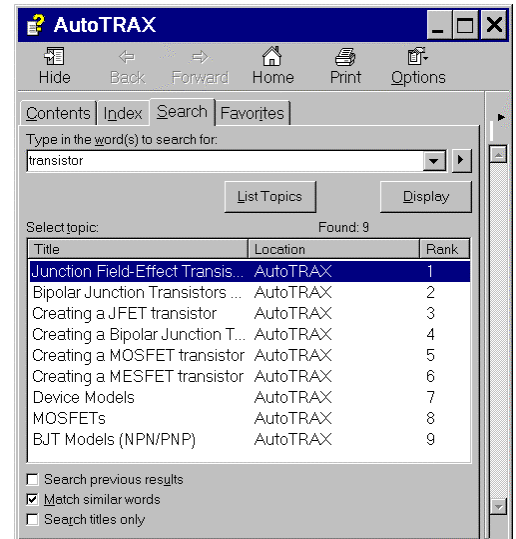 AutoTRAX
Hide Back Forward Home Print Options
Contents Index Search Favorites
Type in the word(s) to search for:
transistor
List Topics Display
Select topic: Found: 9
Title Location Rank
Junction Field-Effect Transis... AutoTRAX 1
Bipolar Junction Transistors ... AutoTRAX 2
Creating a JFET transistor AutoTRAX 3
Creating a Bipolar Junction T... AutoTRAX 4
Creating a MOSFET transistor AutoTRAX 5
Creating a MESFET transistor AutoTRAX 6
Device Models AutoTRAX 7
MOSFETs AutoTRAX 8
BJT Models (NPN/PNP) AutoTRAX 9
Search previous results
Match similar words
Search titles only